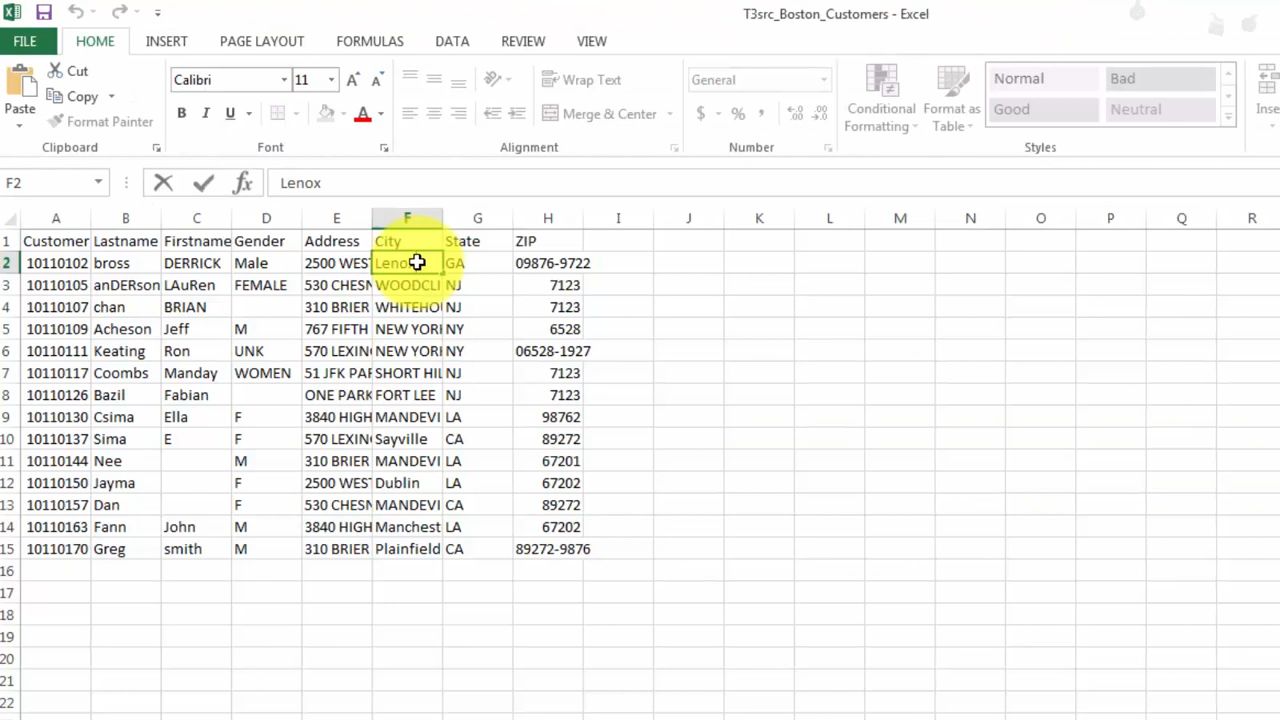 T3src_Boston_Customers - Excel
FILE HOME INSERT PAGE LAYOUT FORMULAS DATA REVIEW VIEW
Cut Calibri 11 A A Wrap Text General Normal Bad
Paste Copy B I U A Merge & Center $ % , Conditional Formatting Format as Table Good Neutral Inse
Format Painter
Clipboard Font Alignment Number Styles
F2 fx Lenox
A B C D E F G H I J K L M N O P Q R
1 Customer Lastname Firstname Gender Address City State ZIP
2 10110102 bross DERRICK Male 2500 WEST Leno GA 09876-9722
3 10110105 anDERson LAuRen FEMALE 530 CHESN WOODCLI NJ 7123
4 10110107 chan BRIAN 310 BRIER WHITEHOU NJ 7123
5 10110109 Acheson Jeff M 767 FIFTH NEW YORK NY 6528
6 10110111 Keating Ron UNK 570 LEXIN NEW YORK NY 06528-1927
7 10110117 Coombs Manday WOMEN 51 JFK PAR SHORT HIL NJ 7123
8 10110126 Bazil Fabian ONE PARK FORT LEE NJ 7123
9 10110130 Csima Ella F 3840 HIGH MANDEVI LA 98762
10 10110137 Sima E F 570 LEXIN Sayville CA 89272
11 10110144 Nee M 310 BRIER MANDEVI LA 67201
12 10110150 Jayma F 2500 WEST Dublin LA 67202
13 10110157 Dan F 530 CHESN MANDEVI CA 89272
14 10110163 Fann John M 3840 HIGH Manchest LA 67202
15 10110170 Greg smith M 310 BRIER Plainfield CA 89272-9876
16
17
18
19
20
21
22